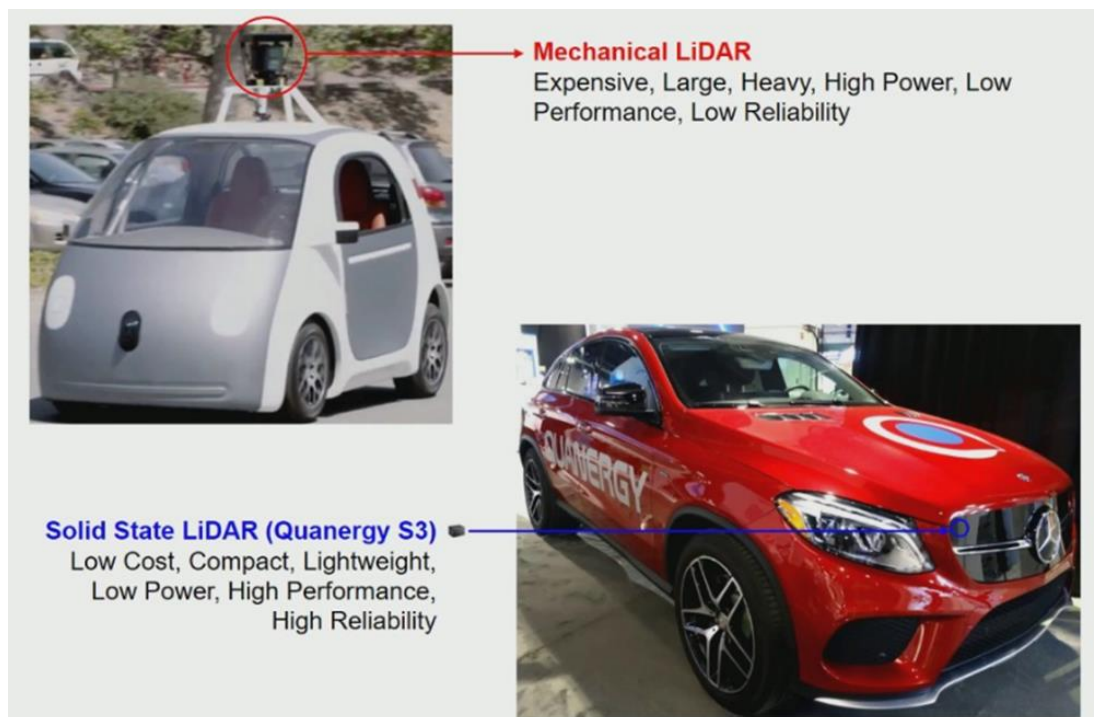 Mechanical LiDAR
Expensive, Large, Heavy, High Power, Low
Performance, Low Reliability
QUANERGY
Solid State LiDAR (Quanergy S3)
Low Cost, Compact, Lightweight,
Low Power, High Performance,
High Reliability